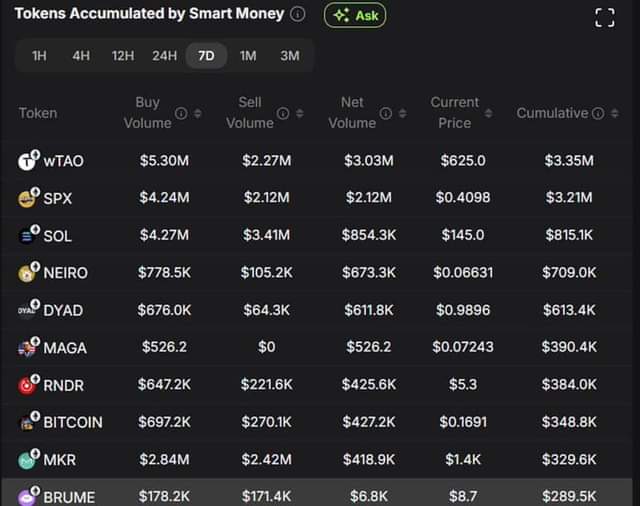 Tokens Accumulated by Smart Money
Ask
1H 4H 12H 24H 7D 1M 3M
Token Buy Volume Sell Volume Net Volume Current Price Cumulative
wTAO $5.30M $2.27M $3.03M $625.0 $3.35M
SPX $4.24M $2.12M $2.12M $0.4098 $3.21M
SOL $4.27M $3.41M $854.3K $145.0 $815.1K
NEIRO $778.5K $105.2K $673.3K $0.06631 $709.0K
DYAD $676.0K $64.3K $611.8K $0.9896 $613.4K
MAGA $526.2 $0 $526.2 $0.07243 $390.4K
RNDR $647.2K $221.6K $425.6K $5.3 $384.0K
BITCOIN $697.2K $270.1K $427.2K $0.1691 $348.8K
MKR $2.84M $2.42M $418.9K $1.4K $329.6K
BRUME $178.2K $171.4K $6.8K $8.7 $289.5K